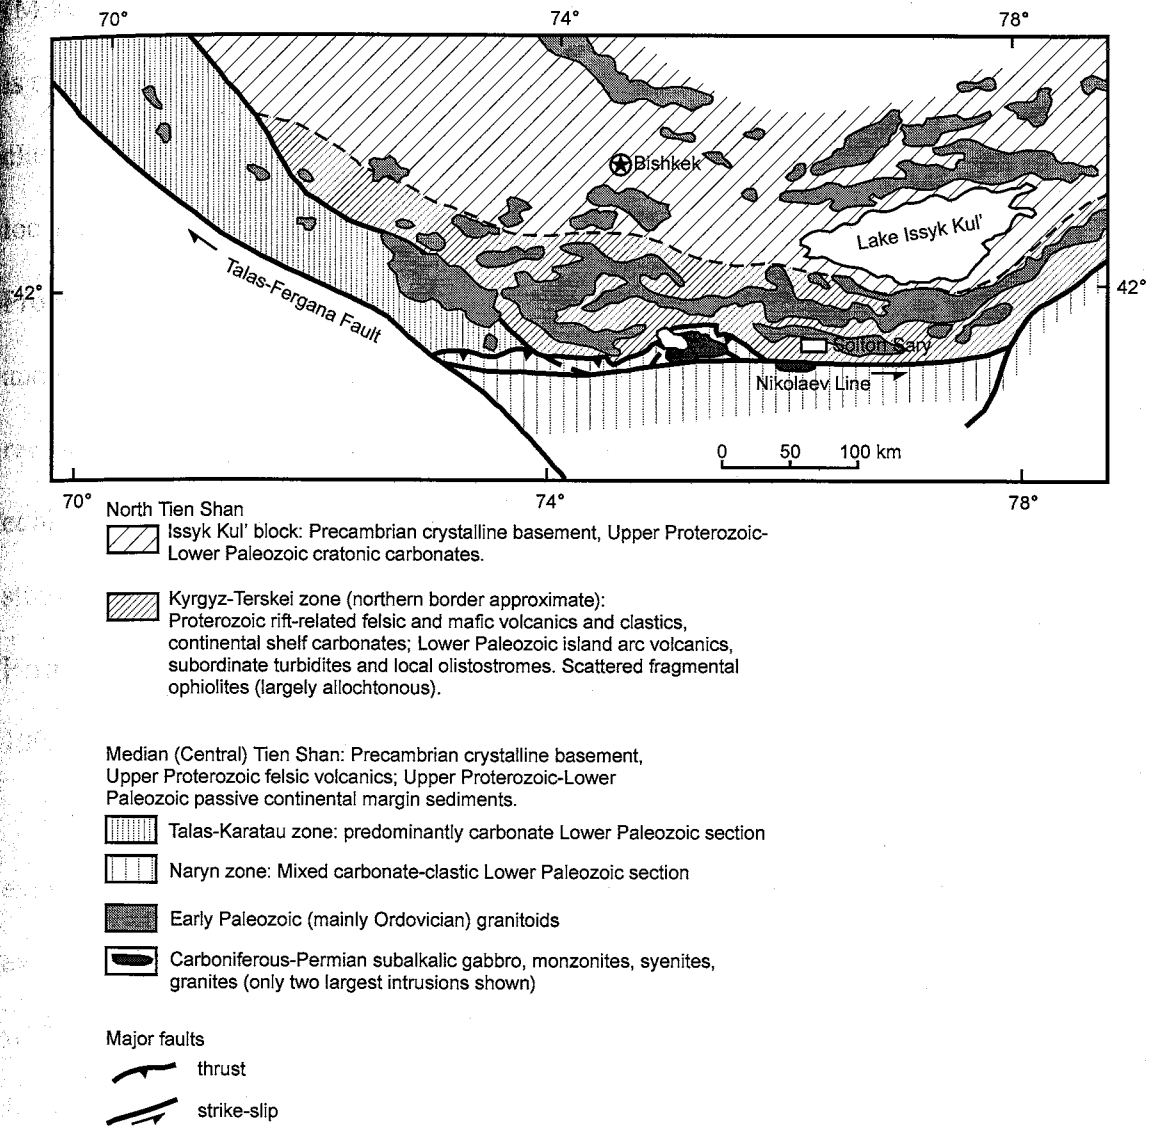 70°
74°
78°
Bishkek
Lake Issyk Kul'
42°
42°
Talas-Fergana Fault
Solton Sary
Nikolaev Line
0 50 100 km
70°
74°
78°
North Tien Shan
Issyk Kul' block: Precambrian crystalline basement, Upper Proterozoic-
Lower Paleozoic cratonic carbonates.
Kyrgyz-Terskei zone (northern border approximate):
Proterozoic rift-related felsic and mafic volcanics and clastics,
continental shelf carbonates; Lower Paleozoic island arc volcanics,
subordinate turbidites and local olistostromes. Scattered fragmental
ophiolites (largely allochtonous).
Median (Central) Tien Shan: Precambrian crystalline basement,
Upper Proterozoic felsic volcanics; Upper Proterozoic-Lower
Paleozoic passive continental margin sediments.
Talas-Karatau zone: predominantly carbonate Lower Paleozoic section
Naryn zone: Mixed carbonate-clastic Lower Paleozoic section
Early Paleozoic (mainly Ordovician) granitoids
Carboniferous-Permian subalkalic gabbro, monzonites, syenites,
granites (only two largest intrusions shown)
Major faults
thrust
strike-slip